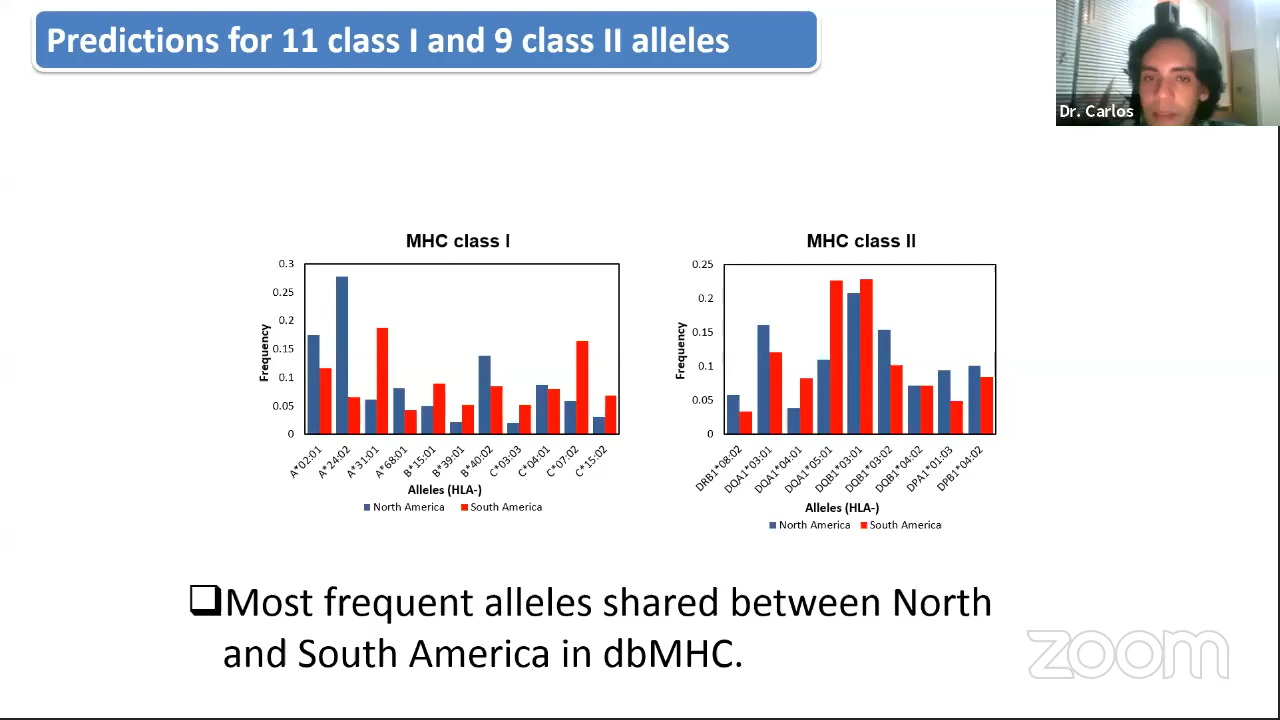 Predictions for 11 class I and 9 class II alleles
Dr. Carlos
MHC class I
0.3
0.25
0.2
0.15
0.1
0.05
0
Frequency
A*02:01
A*24:02
A*31:01
A*68:01
B*15:01
B*39:01
B*40:02
C*03:03
C*04:01
C*07:02
C*15:02
Alleles (HLA-)
North America South America
MHC class II
0.25
0.2
0.15
0.1
0.05
0
Frequency
DRB1*08:02
DQA1*03:01
DQA1*04:01
DQA1*05:01
DQB1*03:01
DQB1*03:02
DQB1*04:02
DPA1*01:03
DPB1*04:02
Alleles (HLA-)
North America South America
Most frequent alleles shared between North
and South America in dbMHC.
zoom